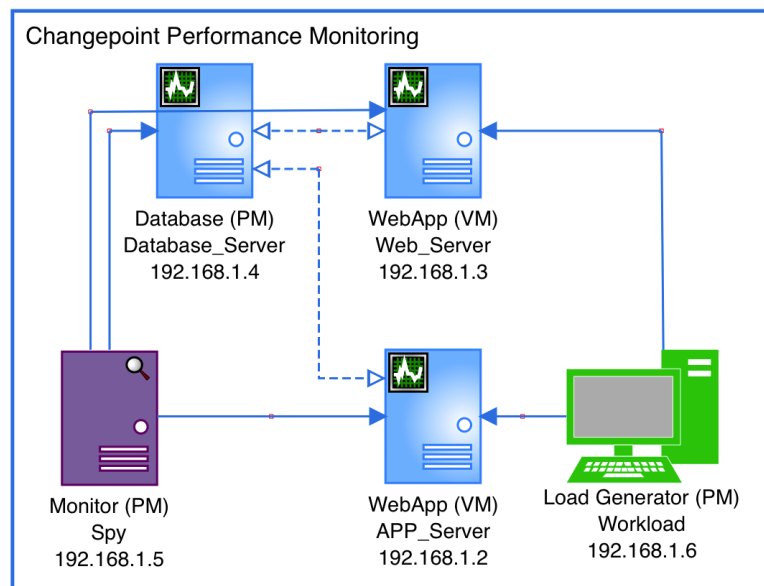 Changepoint Performance Monitoring
Database (PM)
Database_Server
192.168.1.4
WebApp (VM)
Web_Server
192.168.1.3
Monitor (PM)
Spy
192.168.1.5
WebApp (VM)
APP_Server
192.168.1.2
Load Generator (PM)
Workload
192.168.1.6